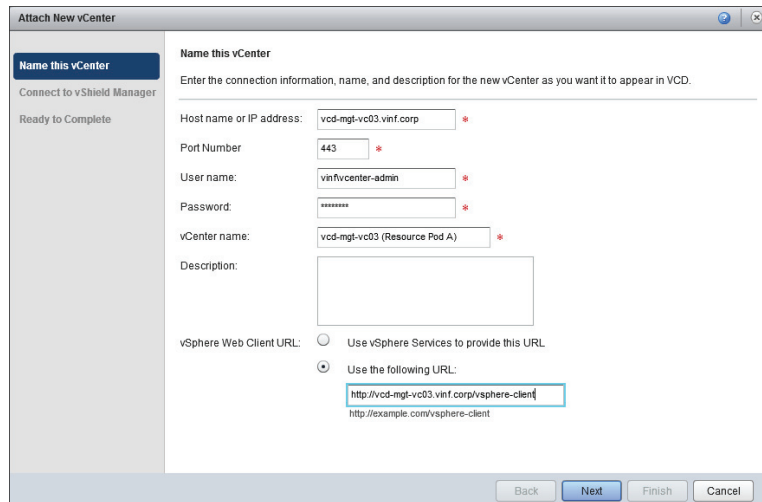 Attach New vCenter
Name this vCenter
Connect to vShield Manager
Ready to Complete
Name this vCenter
Enter the connection information, name, and description for the new vCenter as you want it to appear in VCD.
Host name or IP address: vcd-mgt-vc03.vinf.corp *
Port Number 443 *
User name: vinf\vcenter-admin *
Password: ******** *
vCenter name: vcd-mgt-vc03 (Resource Pod A) *
Description:
vSphere Web Client URL: Use vSphere Services to provide this URL
Use the following URL:
http://vcd-mgt-vc03.vinf.corp/vsphere-client
http://example.com/vsphere-client
Back Next Finish Cancel